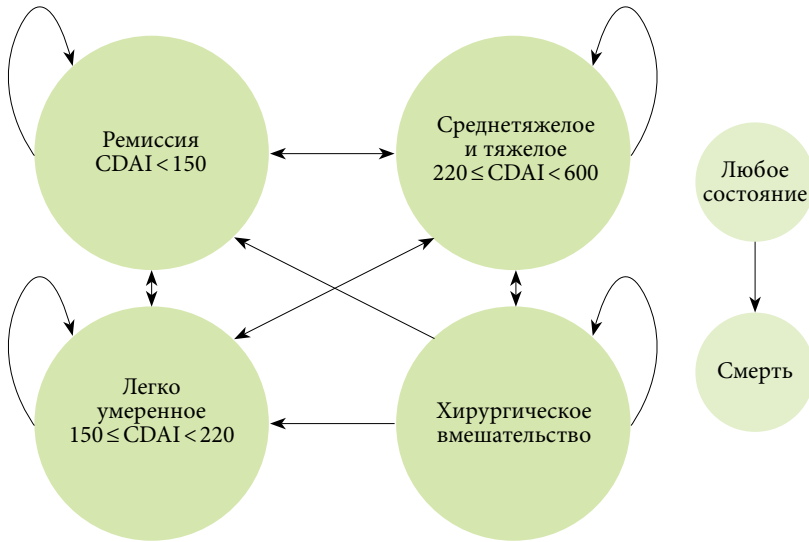 Ремиссия
CDAI < 150
Среднетяжелое
и тяжелое
220 ≤ CDAI < 600
Любое
состояние
Легко
умеренное
150 ≤ CDAI < 220
Хирургическое
вмешательство
Смерть